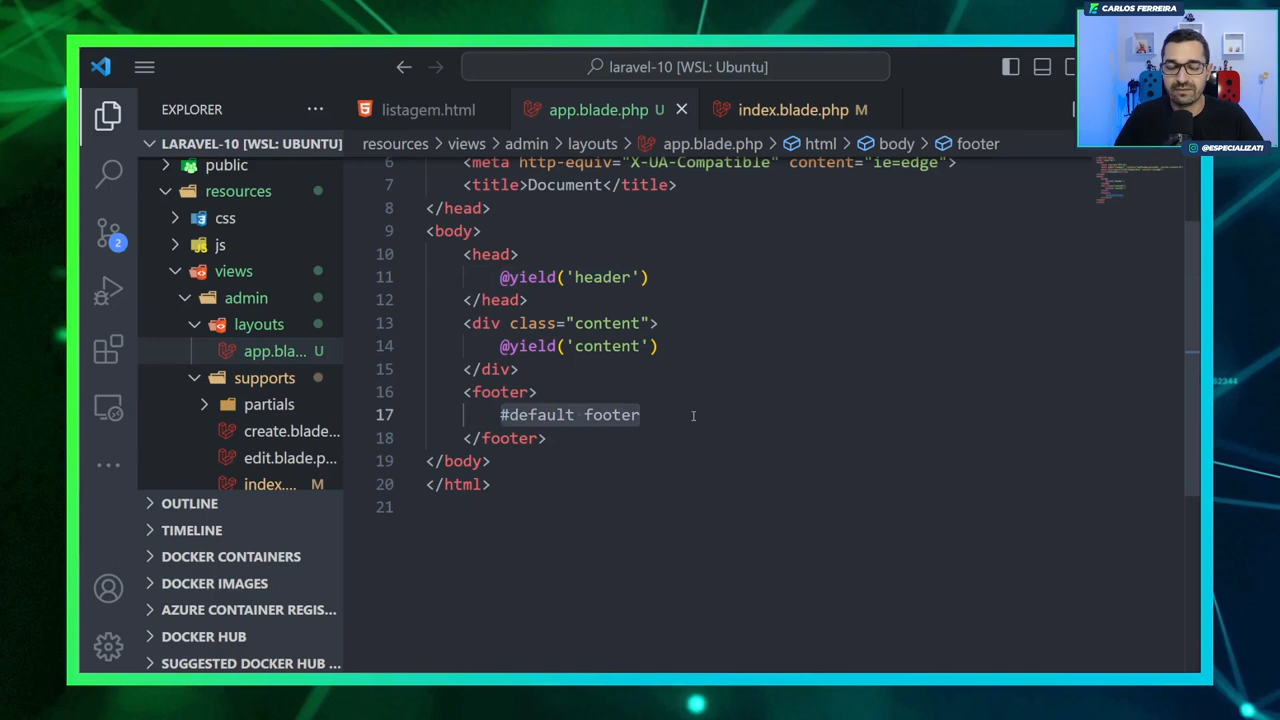 CARLOS FERREIRA
@ESPECIALIZATI
laravel-10 [WSL: Ubuntu]
EXPLORER
listagem.html
app.blade.php U
index.blade.php M
LARAVEL-10 [WSL: UBUNTU]
resources > views > admin > layouts > app.blade.php > html > body > footer
public
resources
css
js
views
admin
layouts
app.bla... U
supports
partials
create.blade...
edit.blade.p...
index.... M
OUTLINE
TIMELINE
DOCKER CONTAINERS
DOCKER IMAGES
AZURE CONTAINER REGIS...
DOCKER HUB
SUGGESTED DOCKER HUB ...
2
6 <meta http-equiv="X-UA-Compatible" content="ie=edge">
7 <title>Document</title>
8 </head>
9 <body>
10 <head>
11 @yield('header')
12 </head>
13 <div class="content">
14 @yield('content')
15 </div>
16 <footer>
17 #default footer
18 </footer>
19 </body>
20 </html>
21